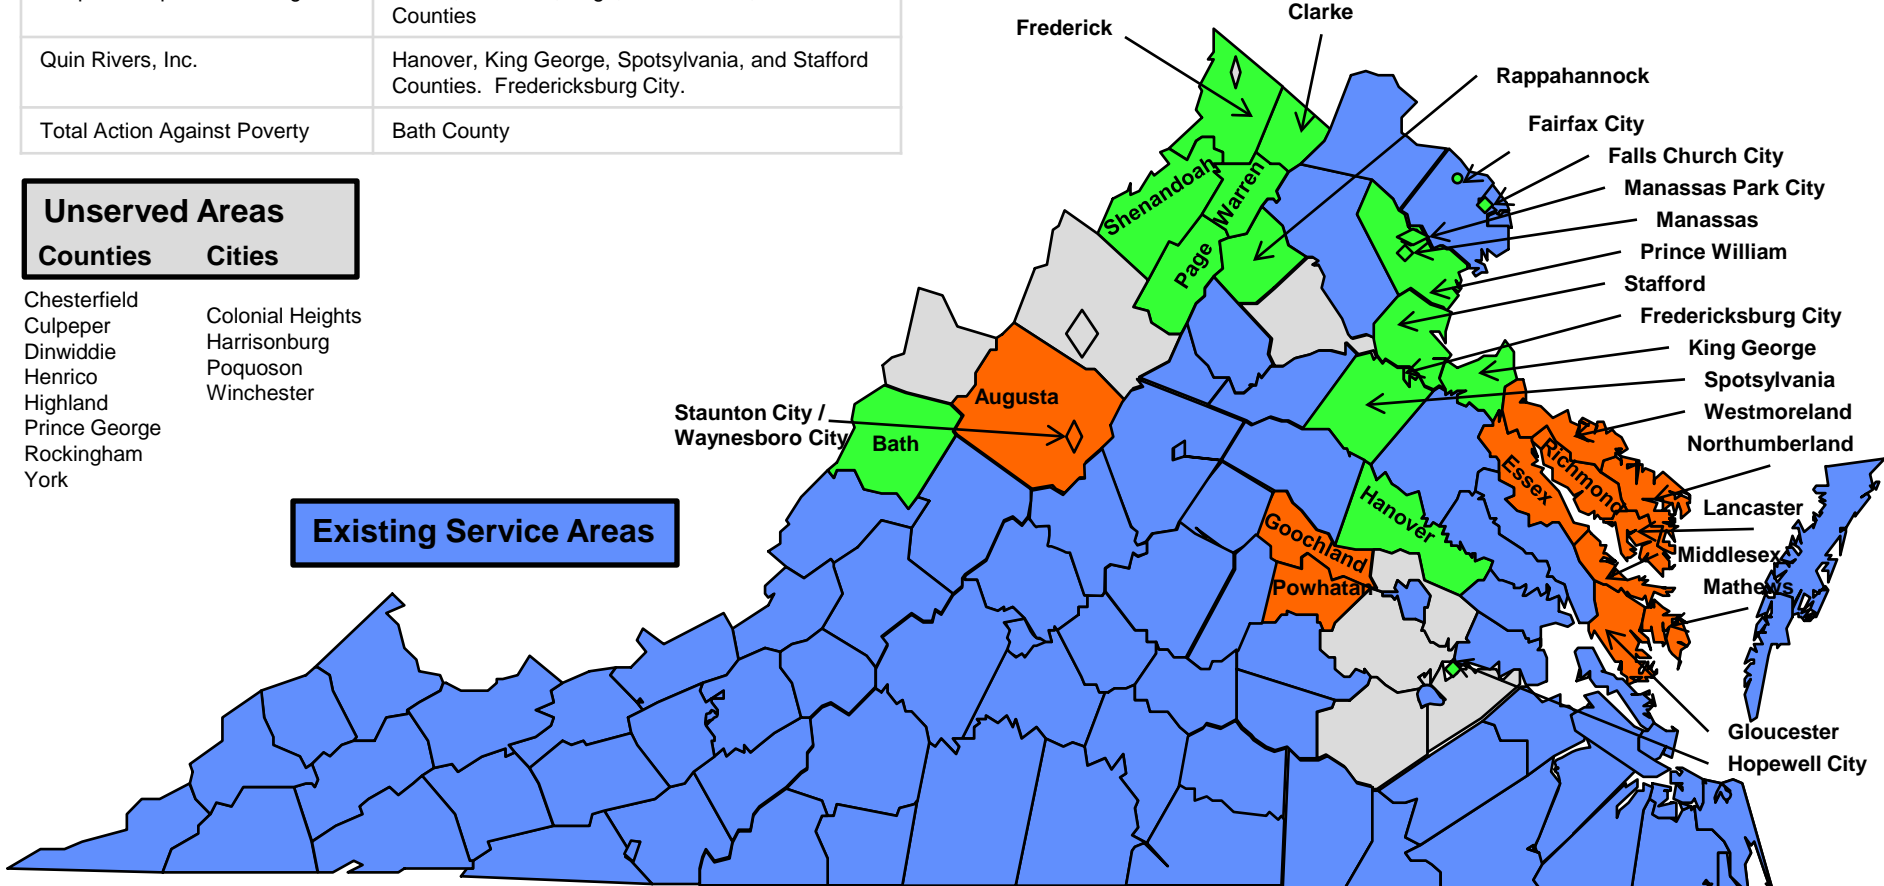 Counties
Quin Rivers, Inc.
Hanover, King George, Spotsylvania, and Stafford
Counties.  Fredericksburg City.
Total Action Against Poverty
Bath County
Unserved Areas
Counties
Cities
Chesterfield
Culpeper
Dinwiddie
Henrico
Highland
Prince George
Rockingham
York
Colonial Heights
Harrisonburg
Poquoson
Winchester
Existing Service Areas
Frederick
Clarke
Rappahannock
Fairfax City
Falls Church City
Manassas Park City
Manassas
Prince William
Stafford
Fredericksburg City
King George
Spotsylvania
Westmoreland
Northumberland
Lancaster
Middlesex
Mathews
Gloucester
Hopewell City
Shenandoah
Warren
Page
Staunton City /
Waynesboro City
Augusta
Bath
Essex
Richmond
Hanover
Goochland
Powhatan